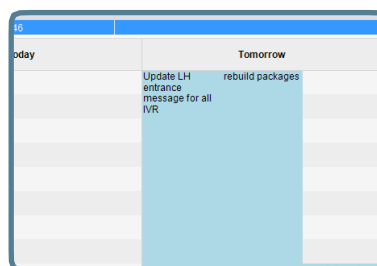 46
oday
Tomorrow
Update LH
entrance
message for all
IVR
rebuild packages